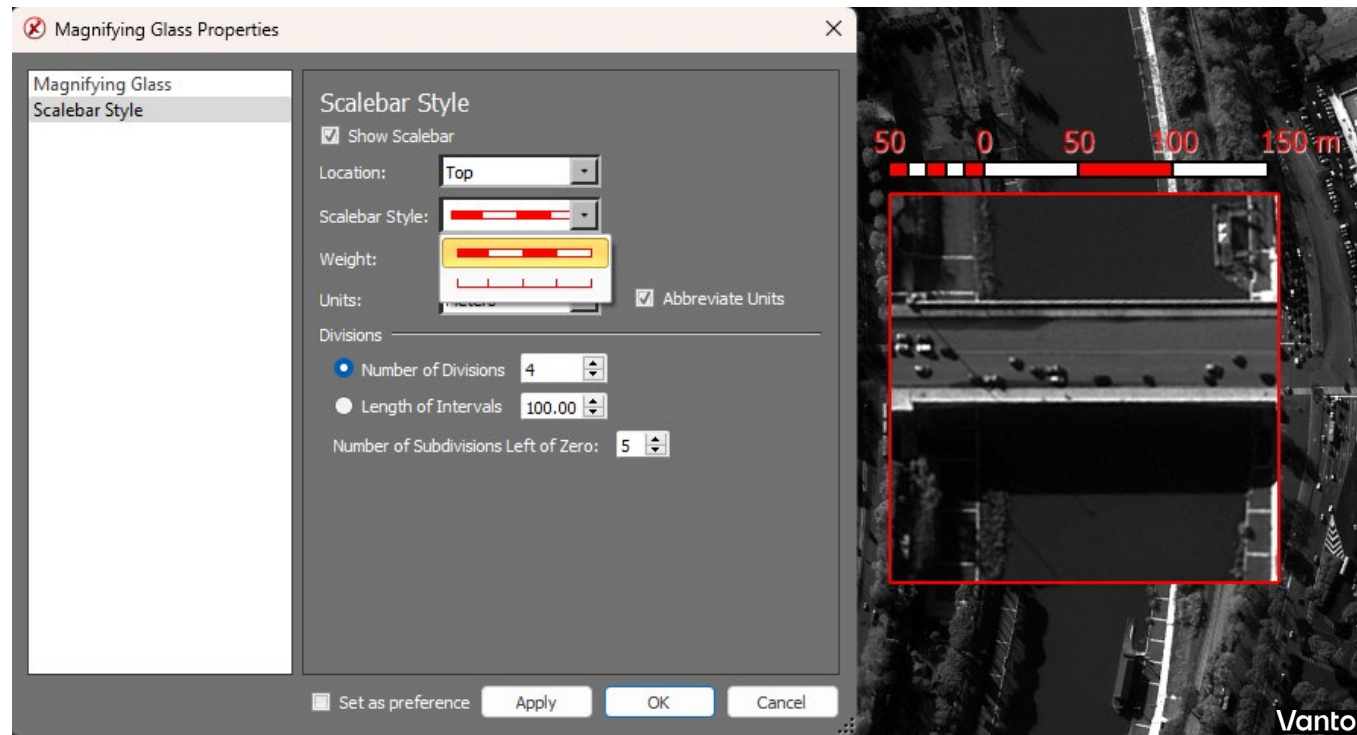 Magnifying Glass Properties
Magnifying Glass
Scalebar Style
Scalebar Style
Show Scalebar
Location: Top
Scalebar Style:
Weight:
Units: Meters
Abbreviate Units
Divisions
Number of Divisions 4
Length of Intervals 100.00
Number of Subdivisions Left of Zero: 5
Set as preference Apply OK Cancel
50 0 50 100 150 m
Vanto